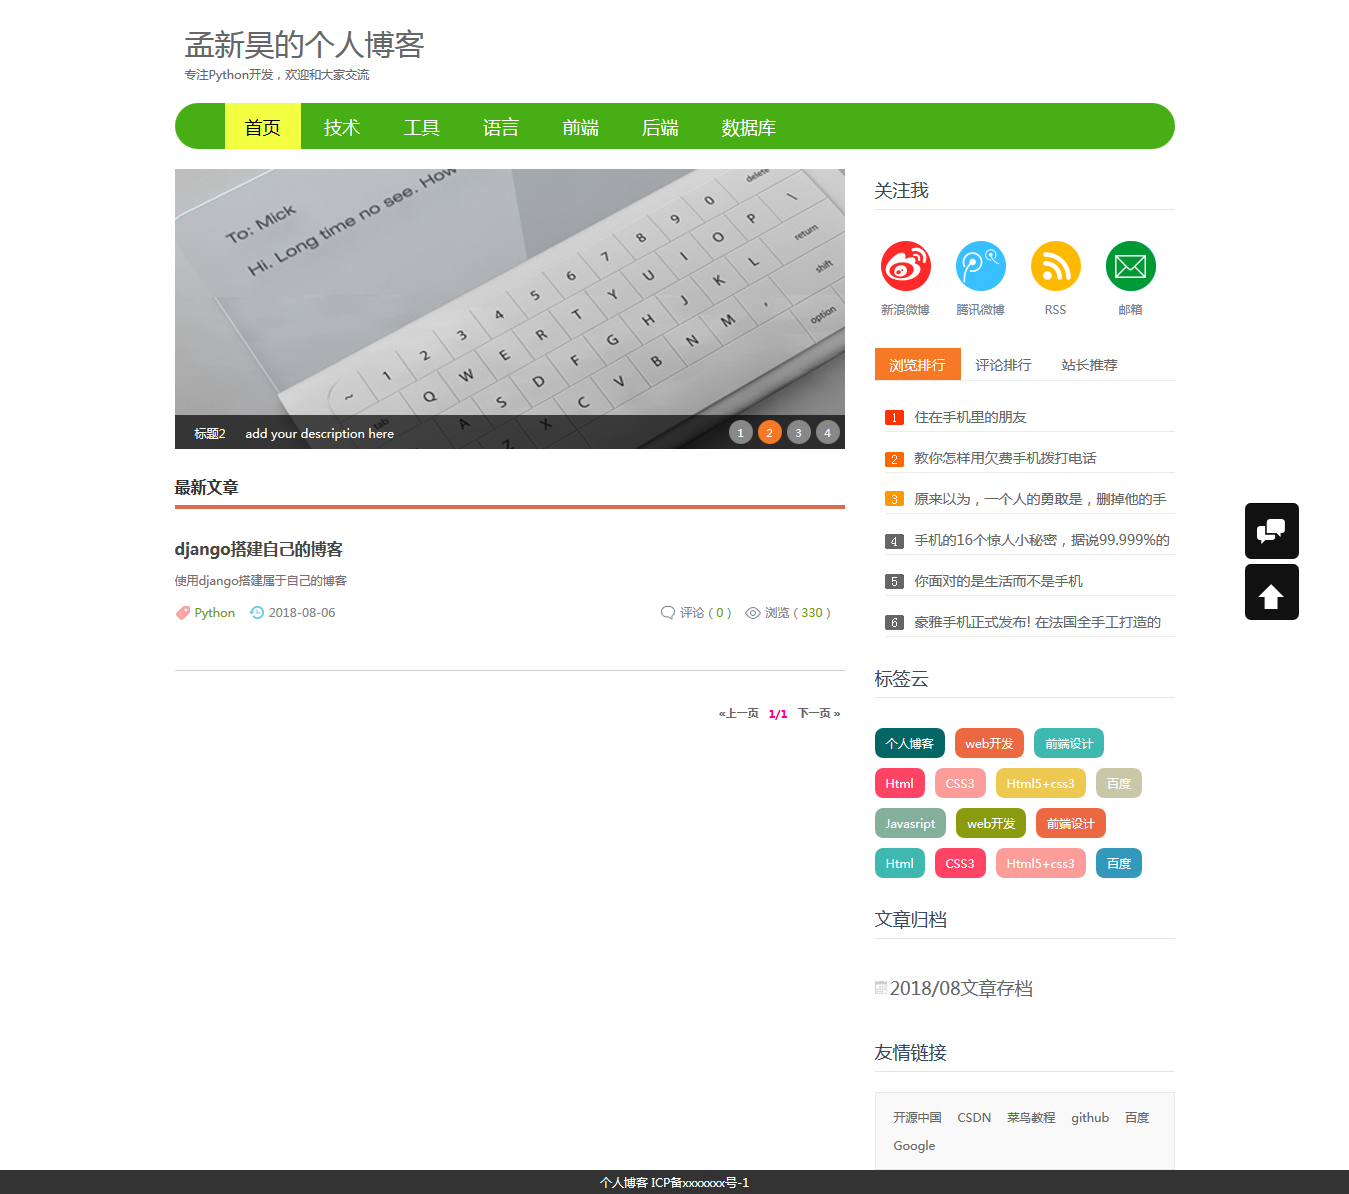 孟新昊的个人博客
专注Python开发，欢迎和大家交流
首页 技术 工具 语言 前端 后端 数据库
To: Mick
Hi. Long time no see. How
~ 1 2 3 4 5 6 7 8 9 0 delete
tab Q W E R T Y U I O P \ return
A S D F G H J K L shift
Z X C V B N M , option
标题2 add your description here 1 2 3 4
最新文章
django搭建自己的博客
使用django搭建属于自己的博客
Python 2018-08-06 评论 ( 0 ) 浏览 ( 330 )
«上一页 1/1 下一页 »
关注我
新浪微博 腾讯微博 RSS 邮箱
浏览排行 评论排行 站长推荐
1 住在手机里的朋友
2 教你怎样用欠费手机拨打电话
3 原来以为，一个人的勇敢是，删掉他的手
4 手机的16个惊人小秘密，据说99.999%的
5 你面对的是生活而不是手机
6 豪雅手机正式发布! 在法国全手工打造的
标签云
个人博客 web开发 前端设计
Html CSS3 Html5+css3 百度
Javasript web开发 前端设计
Html CSS3 Html5+css3 百度
文章归档
2018/08文章存档
友情链接
开源中国 CSDN 菜鸟教程 github 百度
Google
个人博客 ICP备xxxxxxx号-1